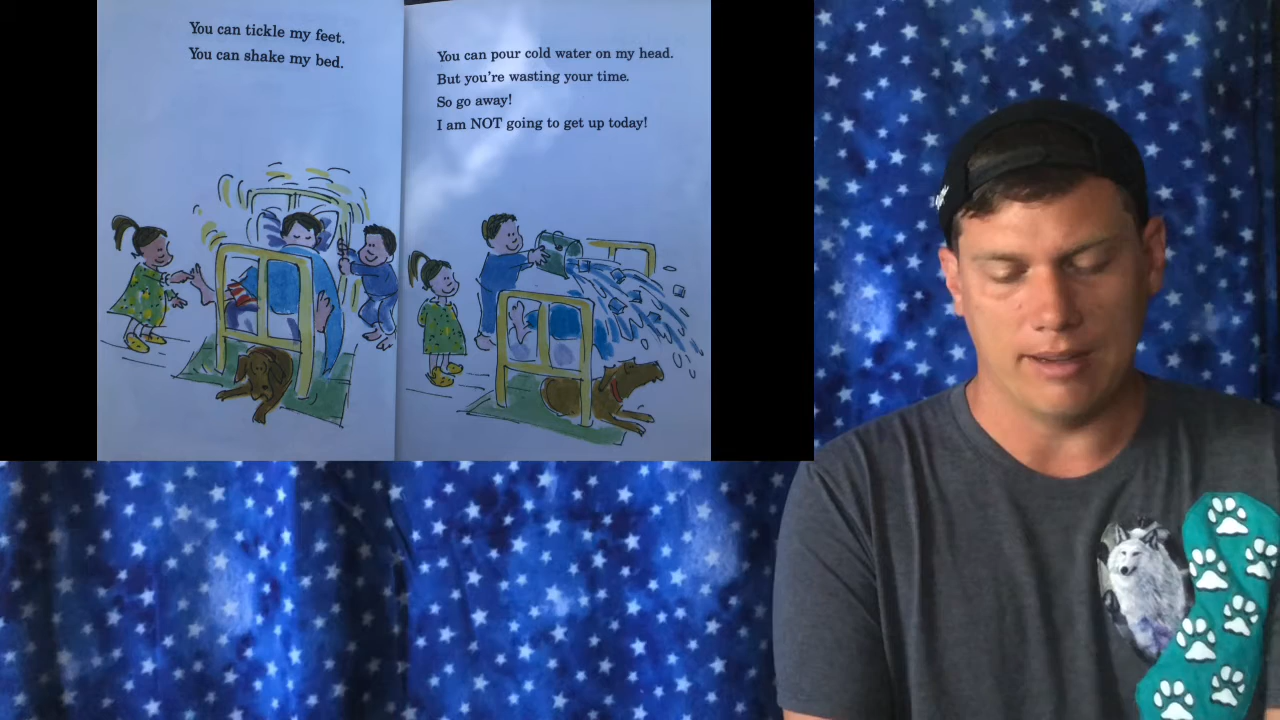 You can tickle my feet.
You can shake my bed.
You can pour cold water on my head.
But you're wasting your time.
So go away!
I am NOT going to get up today!